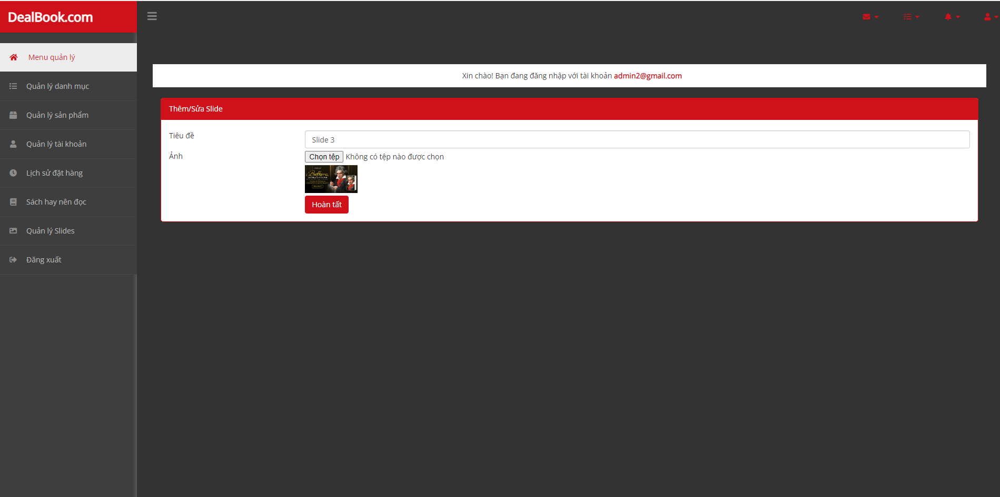 DealBook.com
Menu quản lý
Quản lý danh mục
Quản lý sản phẩm
Quản lý tài khoản
Lịch sử đặt hàng
Sách hay nên đọc
Quản lý Slides
Đăng xuất
Xin chào! Bạn đang đăng nhập với tài khoản admin2@gmail.com
Thêm/Sửa Slide
Tiêu đề
Slide 3
Ảnh
Chọn tệp Không có tệp nào được chọn
Beethoven
Hoàn tất